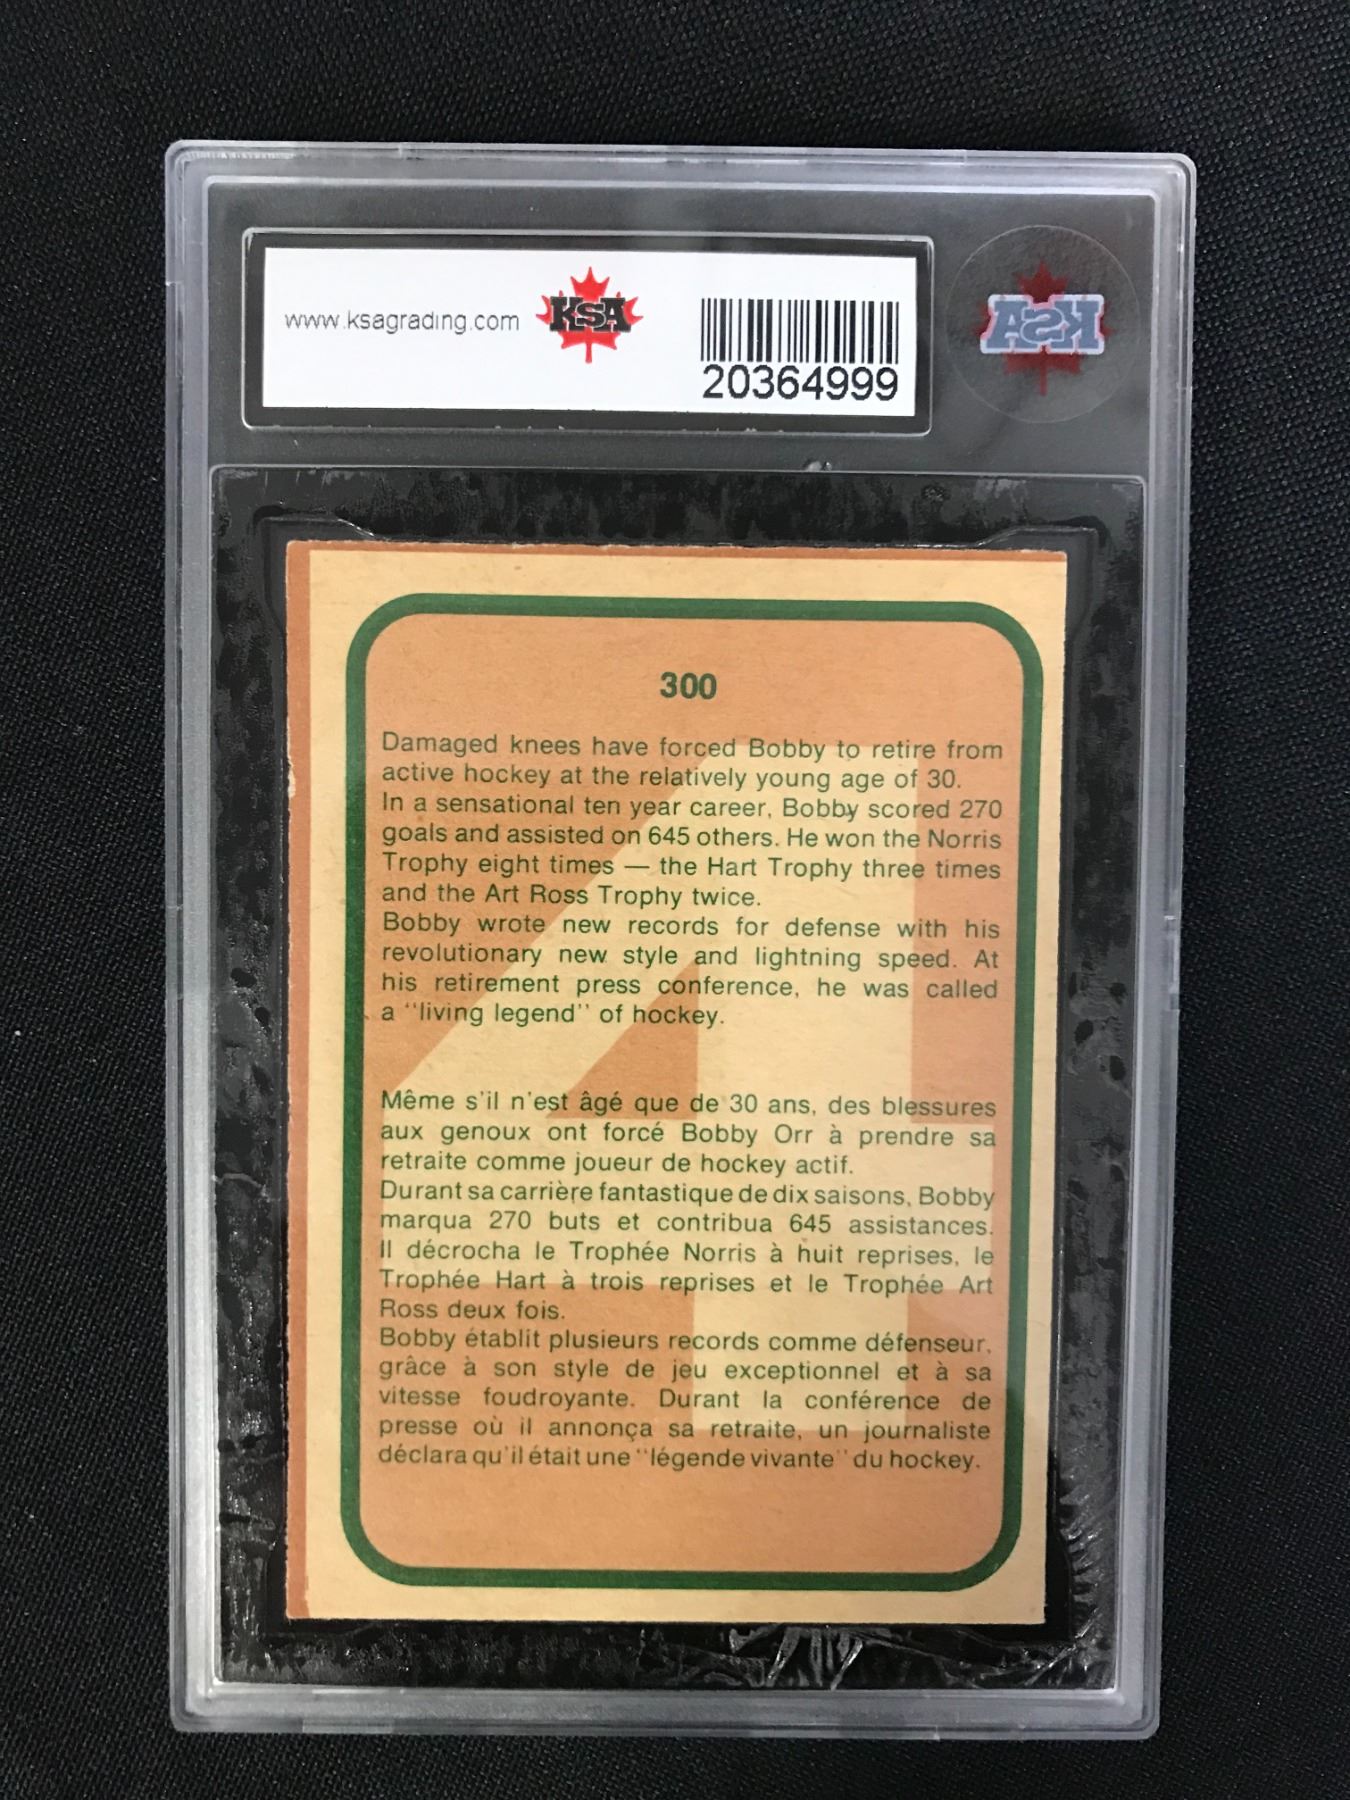 www.ksagrading.com
KSA
20364999
KSA
300
Damaged knees have forced Bobby to retire from
active hockey at the relatively young age of 30.
In a sensational ten year career, Bobby scored 270
goals and assisted on 645 others. He won the Norris
Trophy eight times — the Hart Trophy three times
and the Art Ross Trophy twice.
Bobby wrote new records for defense with his
revolutionary new style and lightning speed. At
his retirement press conference, he was called
a "living legend" of hockey.
Même s'il n'est âgé que de 30 ans, des blessures
aux genoux ont forcé Bobby Orr à prendre sa
retraite comme joueur de hockey actif.
Durant sa carrière fantastique de dix saisons, Bobby
marqua 270 buts et contribua 645 assistances.
Il décrocha le Trophée Norris à huit reprises, le
Trophée Hart à trois reprises et le Trophée Art
Ross deux fois.
Bobby établit plusieurs records comme défenseur,
grâce à son style de jeu exceptionnel et à sa
vitesse foudroyante. Durant la conférence de
presse où il annonça sa retraite, un journaliste
déclara qu'il était une "légende vivante" du hockey.